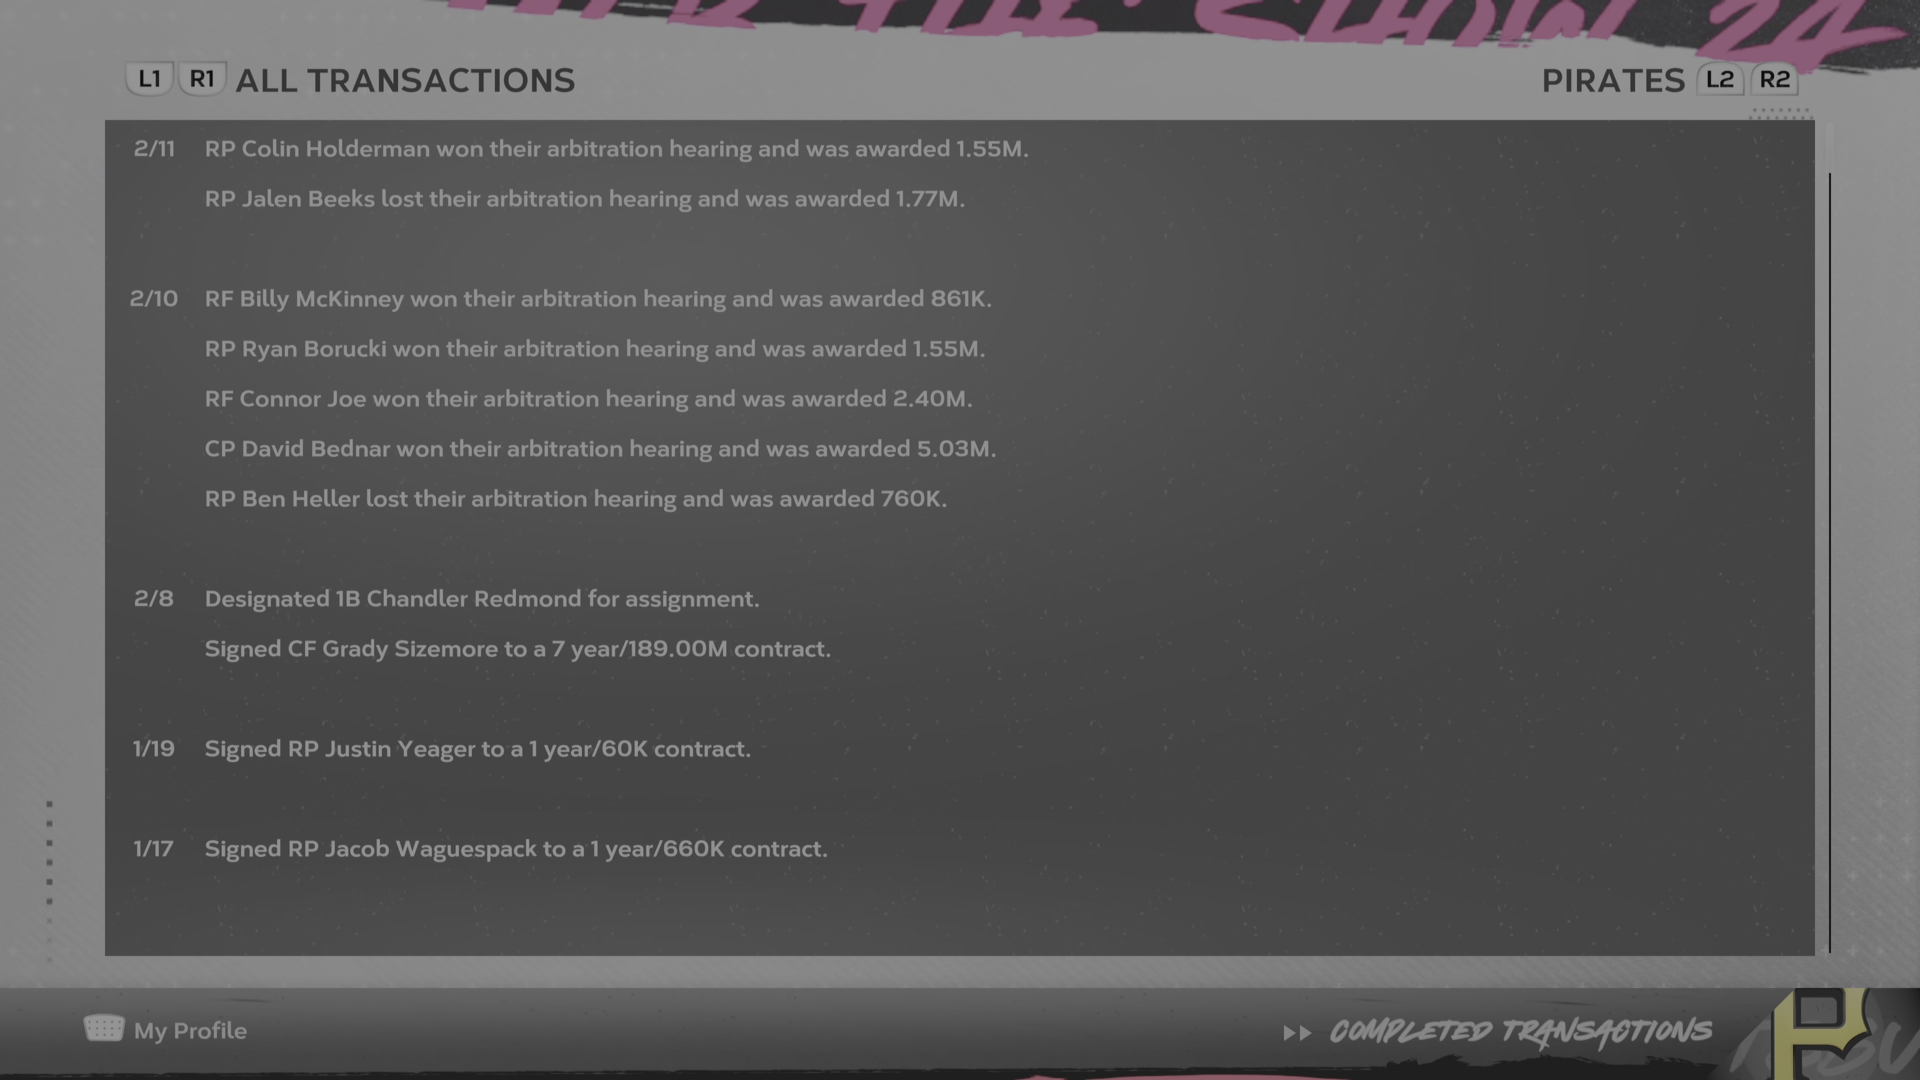 THE SHOW 24
L1 R1 ALL TRANSACTIONS
PIRATES L2 R2
2/11 RP Colin Holderman won their arbitration hearing and was awarded 1.55M.
RP Jalen Beeks lost their arbitration hearing and was awarded 1.77M.
2/10 RF Billy McKinney won their arbitration hearing and was awarded 861K.
RP Ryan Borucki won their arbitration hearing and was awarded 1.55M.
RF Connor Joe won their arbitration hearing and was awarded 2.40M.
CP David Bednar won their arbitration hearing and was awarded 5.03M.
RP Ben Heller lost their arbitration hearing and was awarded 760K.
2/8 Designated 1B Chandler Redmond for assignment.
Signed CF Grady Sizemore to a 7 year/189.00M contract.
1/19 Signed RP Justin Yeager to a 1 year/60K contract.
1/17 Signed RP Jacob Waguespack to a 1 year/660K contract.
My Profile
COMPLETED TRANSACTIONS
P